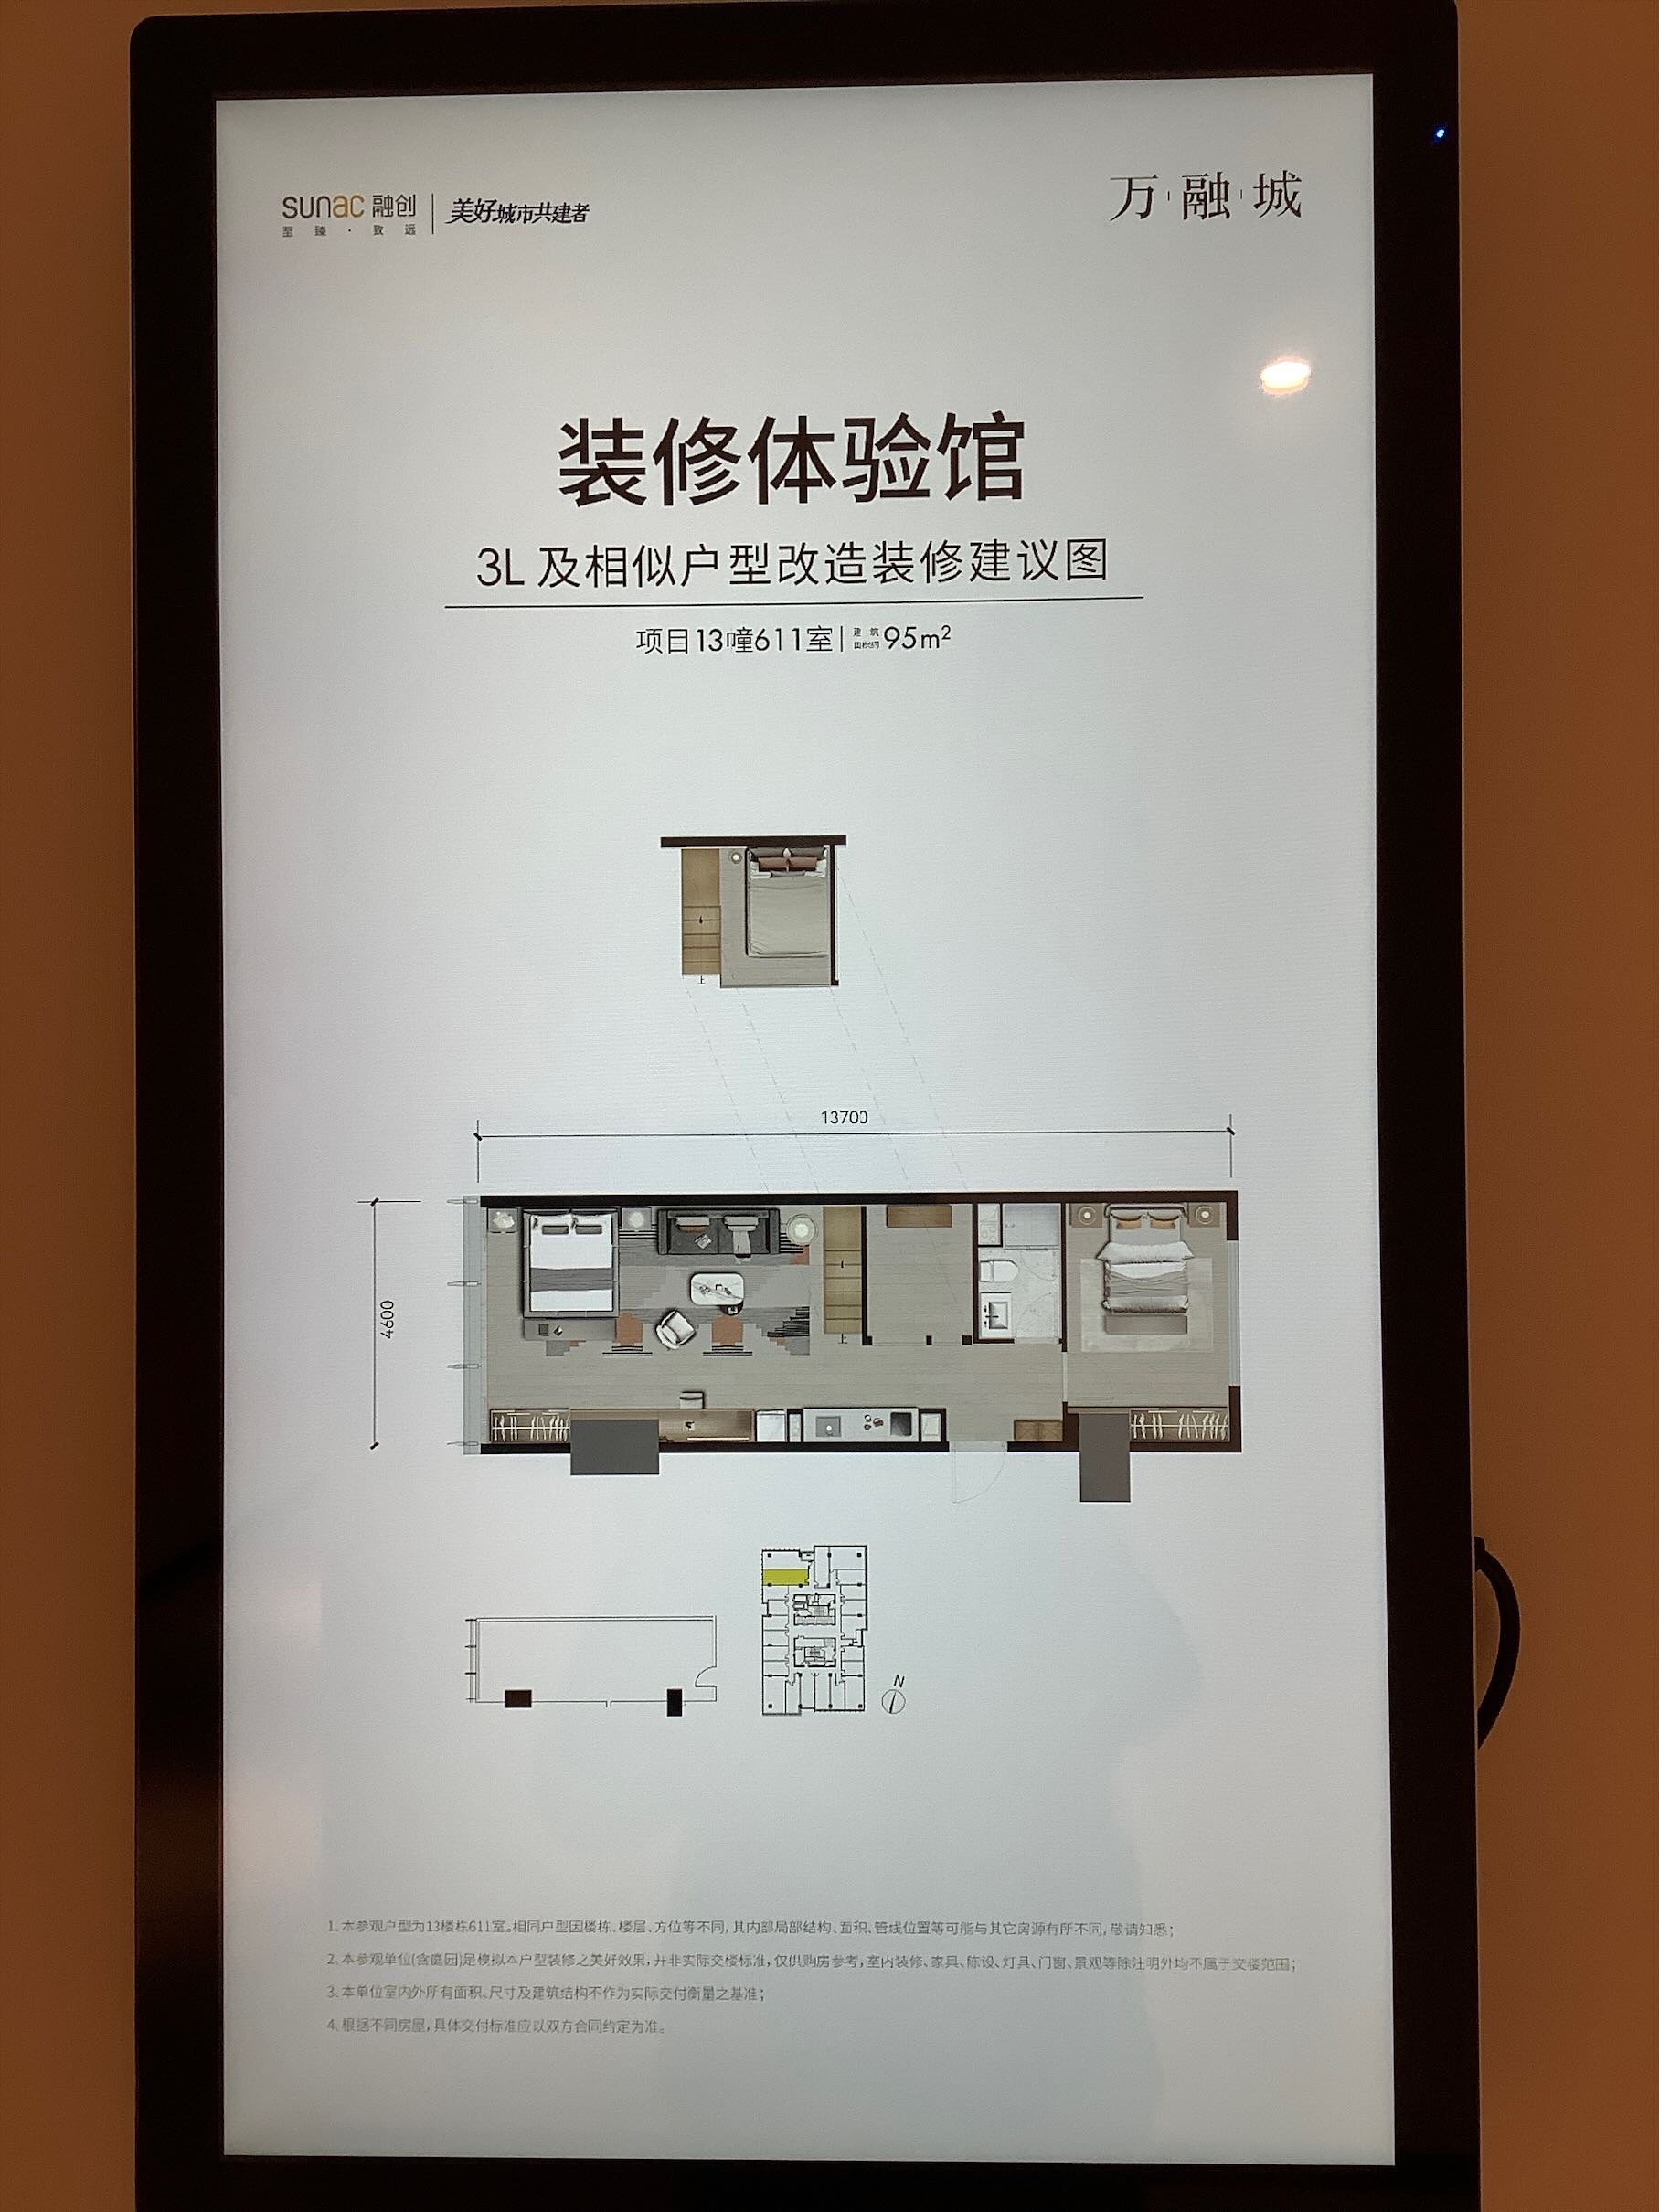 sunac 融创 美好城市共建者
至 臻 · 致 远
万融城
装修体验馆
3L 及相似户型改造装修建议图
项目13噇611室|建筑面积约95m²
上
13700
4600
上
N
1、本参观户型为13楼栋611室。相同户型因楼栋、楼层、方位等不同,其内部局部结构、面积、管线位置等可能与其它房源有所不同,敬请知悉;
2、本参观单位(含庭园)是模拟本户型装修之美好效果,并非实际交楼标准,仅供购房参考,室内装修、家具、陈设、灯具、门窗、景观等除注明外均不属于交楼范围;
3、本单位室内外所有面积、尺寸及建筑结构不作为实际交付衡量之基准;
4、根据不同房屋,具体交付标准应以双方合同约定为准。